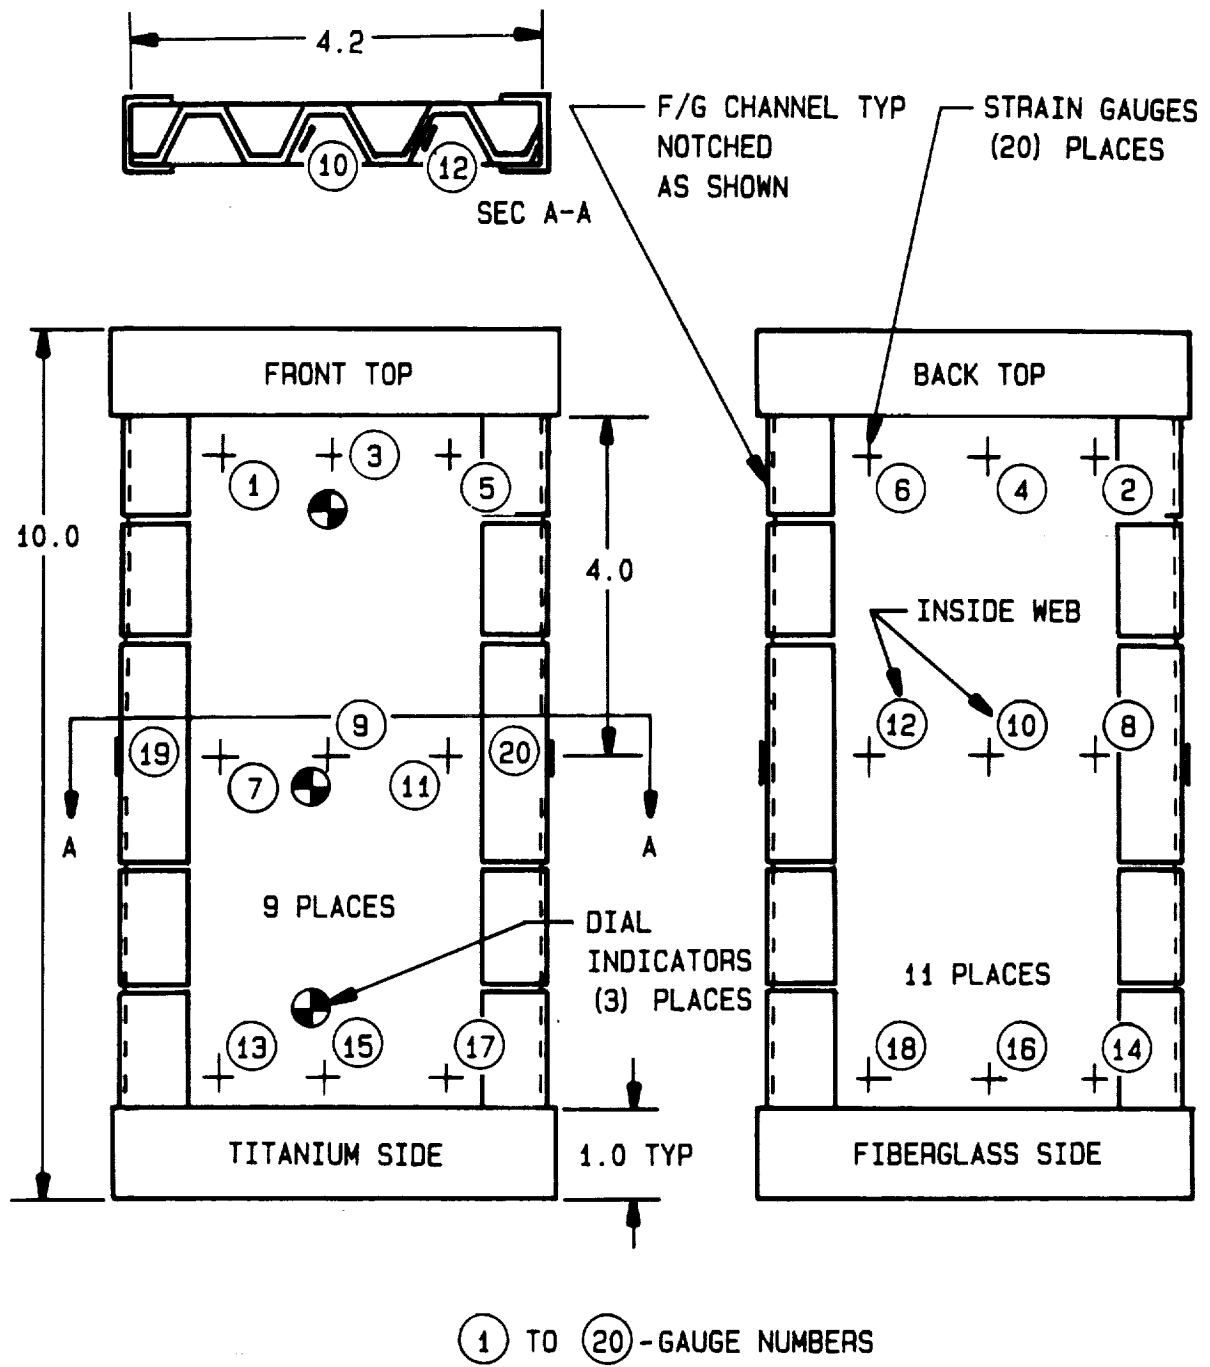 4.2
10
12
SEC A-A
F/G CHANNEL TYP
NOTCHED
AS SHOWN
STRAIN GAUGES
(20) PLACES
FRONT TOP
BACK TOP
1
3
5
6
4
2
10.0
4.0
INSIDE WEB
19
7
9
11
20
12
10
8
A
A
9 PLACES
DIAL
INDICATORS
(3) PLACES
11 PLACES
13
15
17
18
16
14
TITANIUM SIDE
1.0 TYP
FIBERGLASS SIDE
1 TO 20-GAUGE NUMBERS